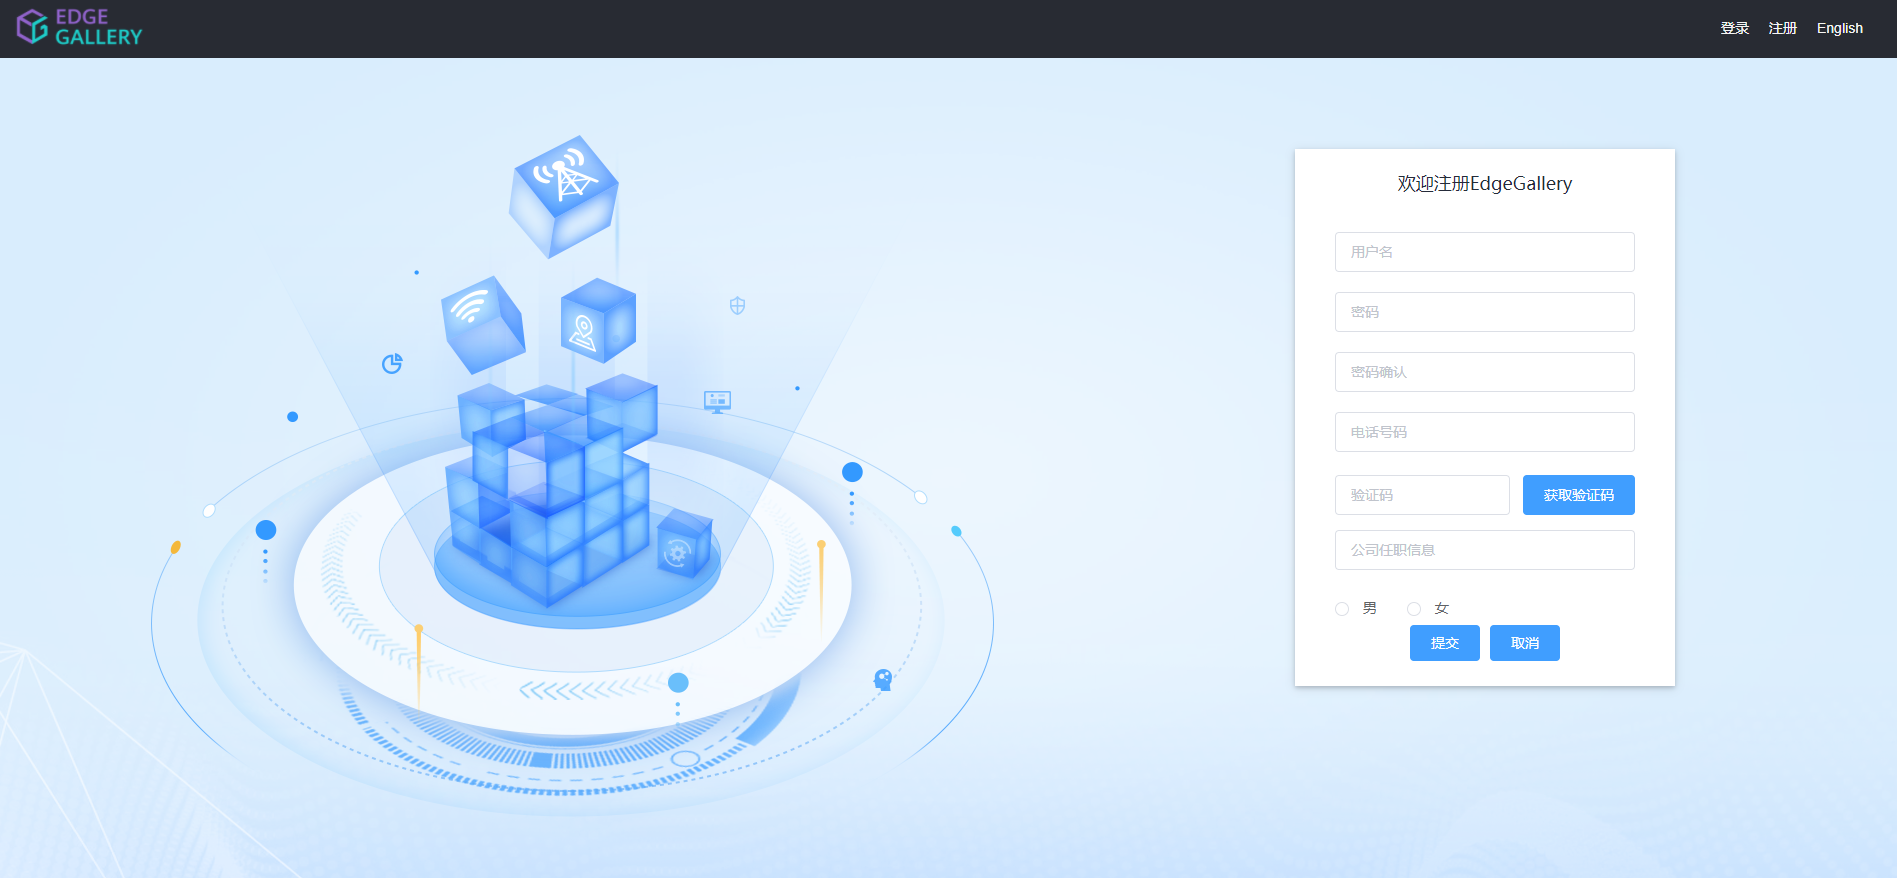 EDGE
GALLERY
登录 注册 English
欢迎注册EdgeGallery
用户名
密码
密码确认
电话号码
验证码 获取验证码
公司任职信息
男 女
提交 取消